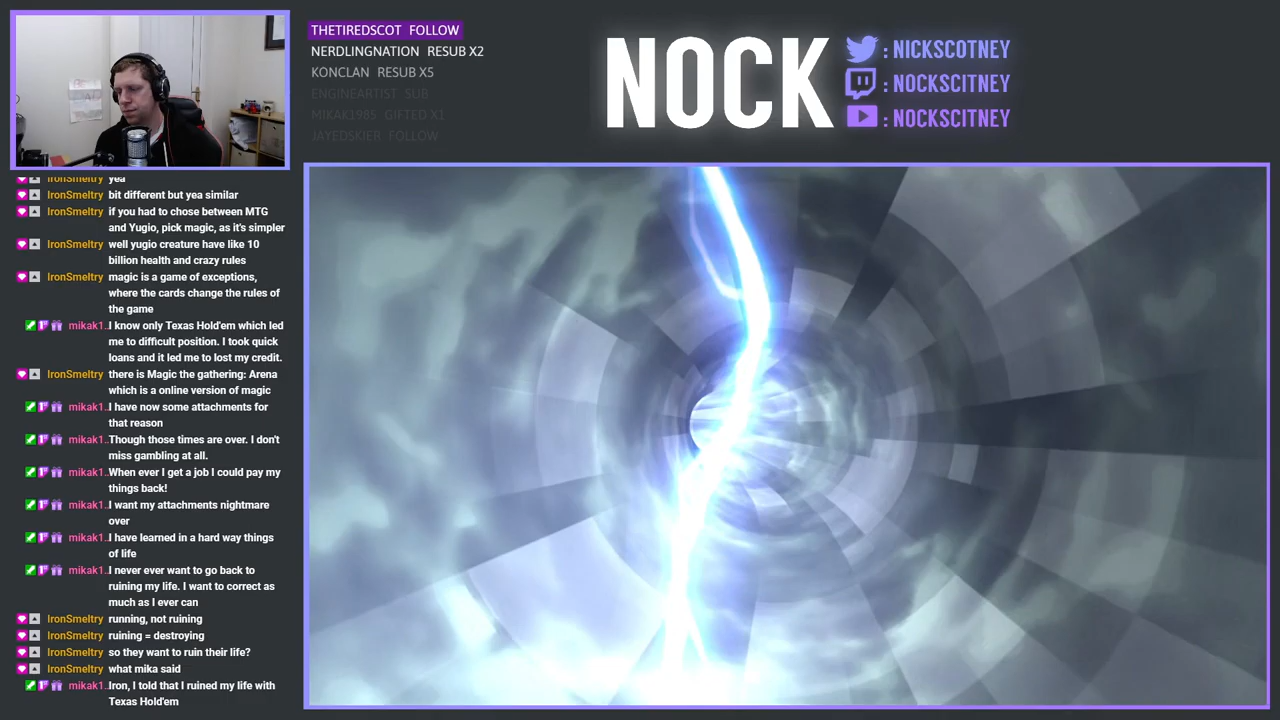 THETIREDSCOT FOLLOW
NERDLINGNATION RESUB X2
KONCLAN RESUB X5
ENGINEARTIST SUB
MIKAK1985 GIFTED X1
JAYEDSKIER FOLLOW
NOCK
: NICKSCOTNEY
: NOCKSCITNEY
: NOCKSCITNEY
IronSmeltry yea
IronSmeltry bit different but yea similar
IronSmeltry if you had to chose between MTG
and Yugio, pick magic, as it's simpler
IronSmeltry well yugio creature have like 10
billion health and crazy rules
IronSmeltry magic is a game of exceptions,
where the cards change the rules of
the game
mikak1.. I know only Texas Hold'em which led
me to difficult position. I took quick
loans and it led me to lost my credit.
IronSmeltry there is Magic the gathering: Arena
which is a online version of magic
mikak1.. I have now some attachments for
that reason
mikak1.. Though those times are over. I don't
miss gambling at all.
mikak1.. When ever I get a job I could pay my
things back!
mikak1.. I want my attachments nightmare
over
mikak1.. I have learned in a hard way things
of life
mikak1.. I never ever want to go back to
ruining my life. I want to correct as
much as I ever can
IronSmeltry running, not ruining
IronSmeltry ruining = destroying
IronSmeltry so they want to ruin their life?
IronSmeltry what mika said
mikak1.. Iron, I told that I ruined my life with
Texas Hold'em